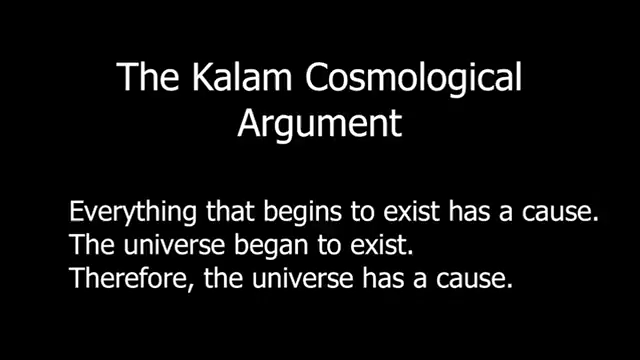 The Kalam Cosmological
Argument
Everything that begins to exist has a cause.
The universe began to exist.
Therefore, the universe has a cause.